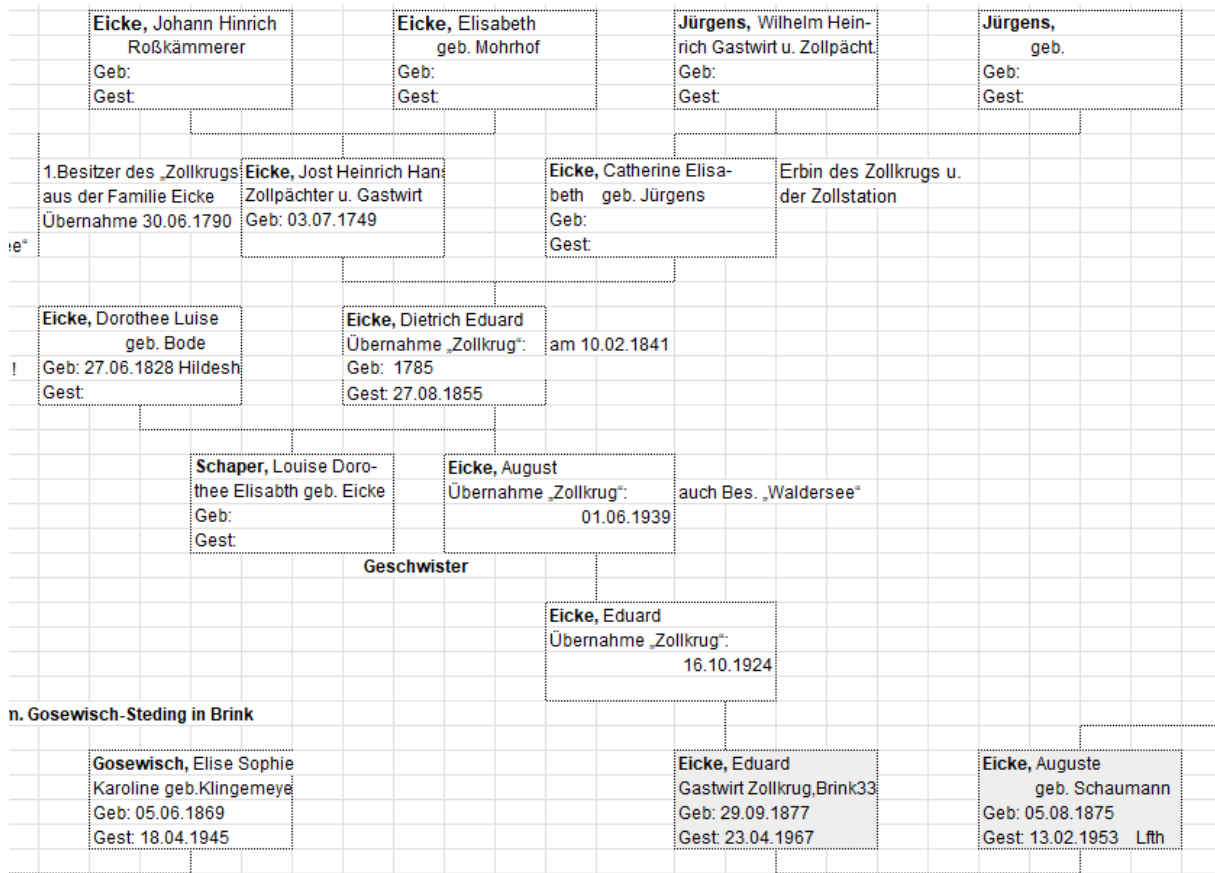 Eicke, Johann Hinrich
Roßkämmerer
Geb:
Gest:
Eicke, Elisabeth
geb. Mohrhof
Geb:
Gest:
Jürgens, Wilhelm Hein-
rich Gastwirt u. Zollpächt.
Geb:
Gest:
Jürgens,
geb.
Geb:
Gest:
ee“
1.Besitzer des „Zollkrugs
aus der Familie Eicke
Übernahme 30.06.1790
Eicke, Jost Heinrich Han
Zollpächter u. Gastwirt
Geb: 03.07.1749
Eicke, Catherine Elisa-
beth geb. Jürgens
Geb:
Gest:
Erbin des Zollkrugs u.
der Zollstation
!
Eicke, Dorothee Luise
geb. Bode
Geb: 27.06.1828 Hildesh
Gest:
Eicke, Dietrich Eduard
Übernahme „Zollkrug“: am 10.02.1841
Geb: 1785
Gest: 27.08.1855
Schaper, Louise Doro-
thee Elisabth geb. Eicke
Geb:
Gest:
Eicke, August
Übernahme „Zollkrug“:
01.06.1939
auch Bes. „Waldersee“
Geschwister
Eicke, Eduard
Übernahme „Zollkrug“:
16.10.1924
m. Gosewisch-Steding in Brink
Gosewisch, Elise Sophie
Karoline geb.Klingemeye
Geb: 05.06.1869
Gest: 18.04.1945
Eicke, Eduard
Gastwirt Zollkrug,Brink33
Geb: 29.09.1877
Gest: 23.04.1967
Eicke, Auguste
geb. Schaumann
Geb: 05.08.1875
Gest: 13.02.1953 Lfth